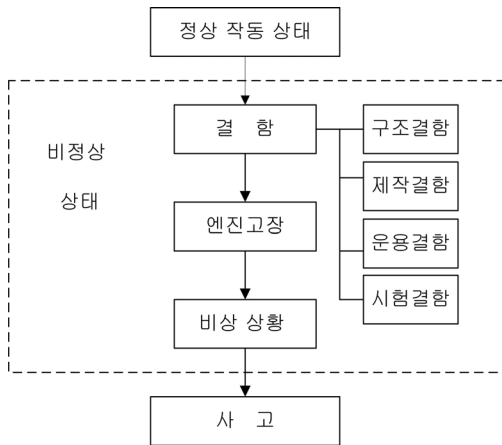 정상 작동 상태
결 함
구조결함
비정상
상태
제작결함
엔진고장
운용결함
시험결함
비상 상황
사 고